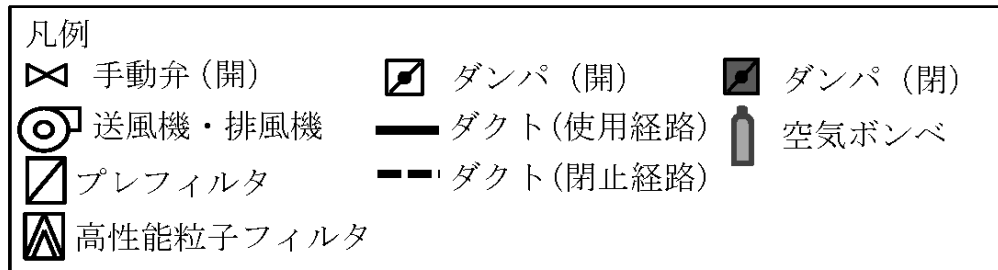 凡例
手動弁（開） ダンパ（開） ダンパ（閉）
送風機・排風機 ダクト（使用経路） 空気ボンベ
プレフィルタ ダクト（閉止経路）
高性能粒子フィルタ